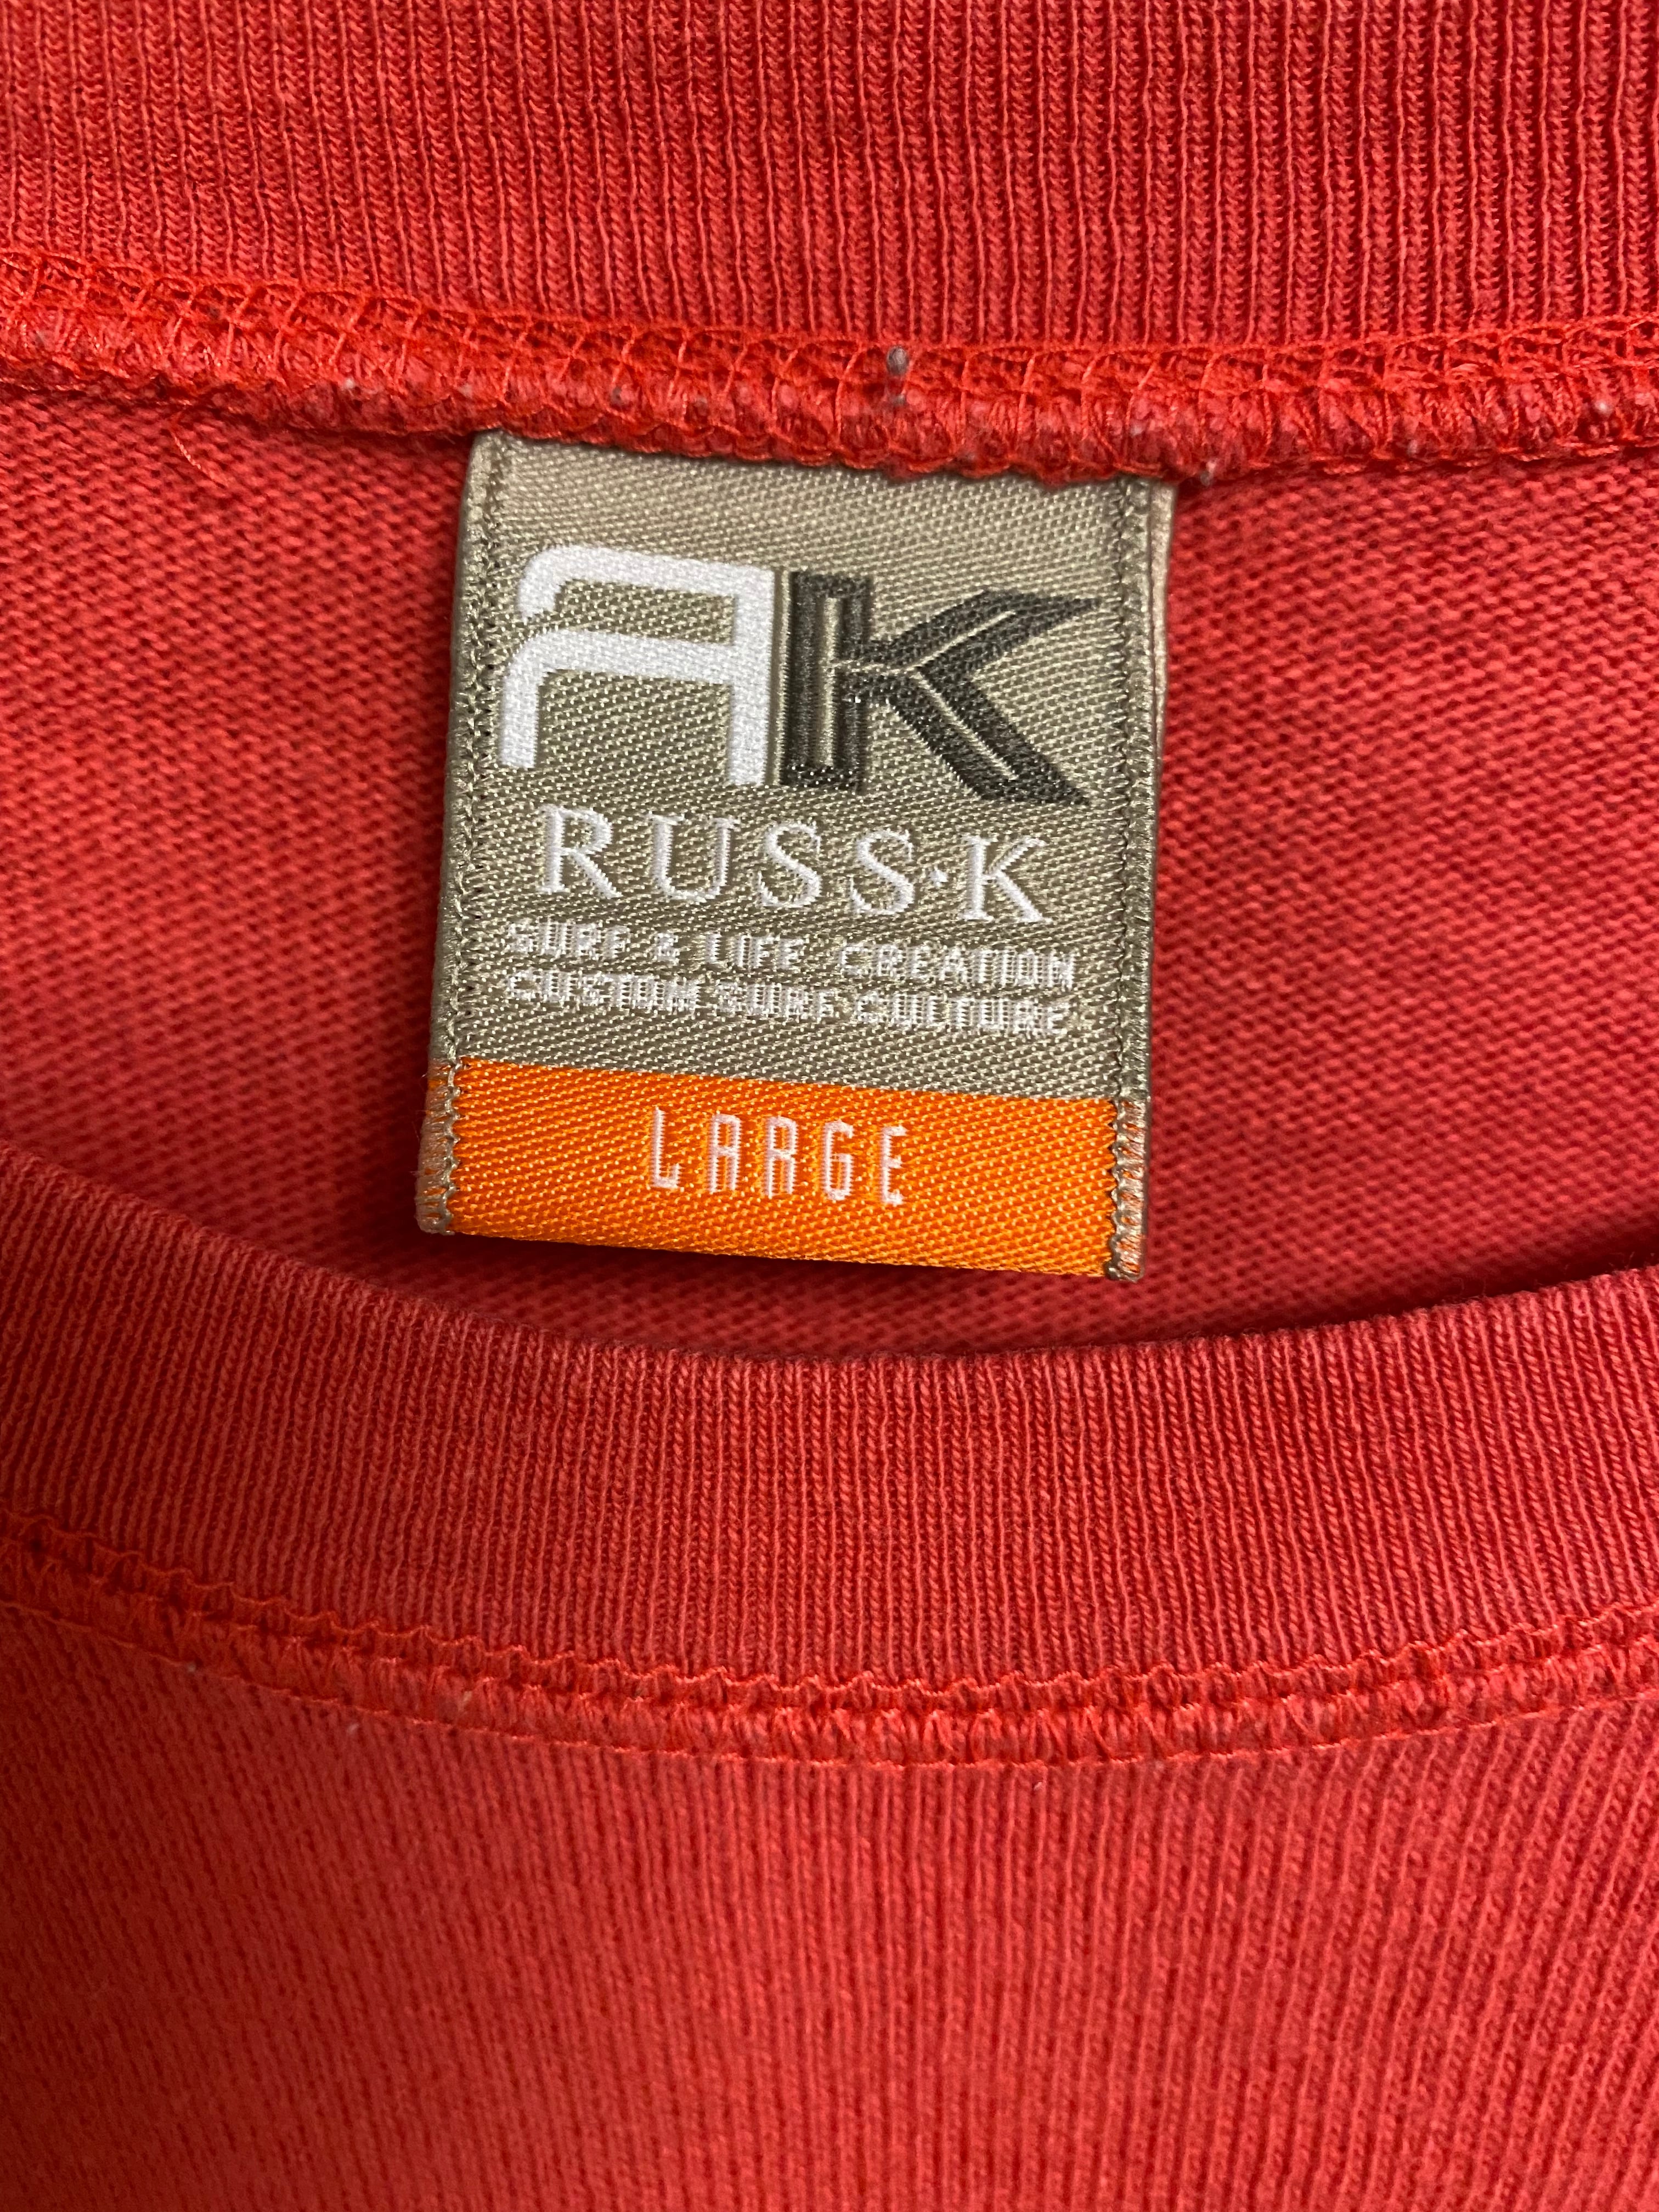 RK
RUSS·K
SURF & LIFE CREATION
CUSTOM SURF CULTURE
LARGE